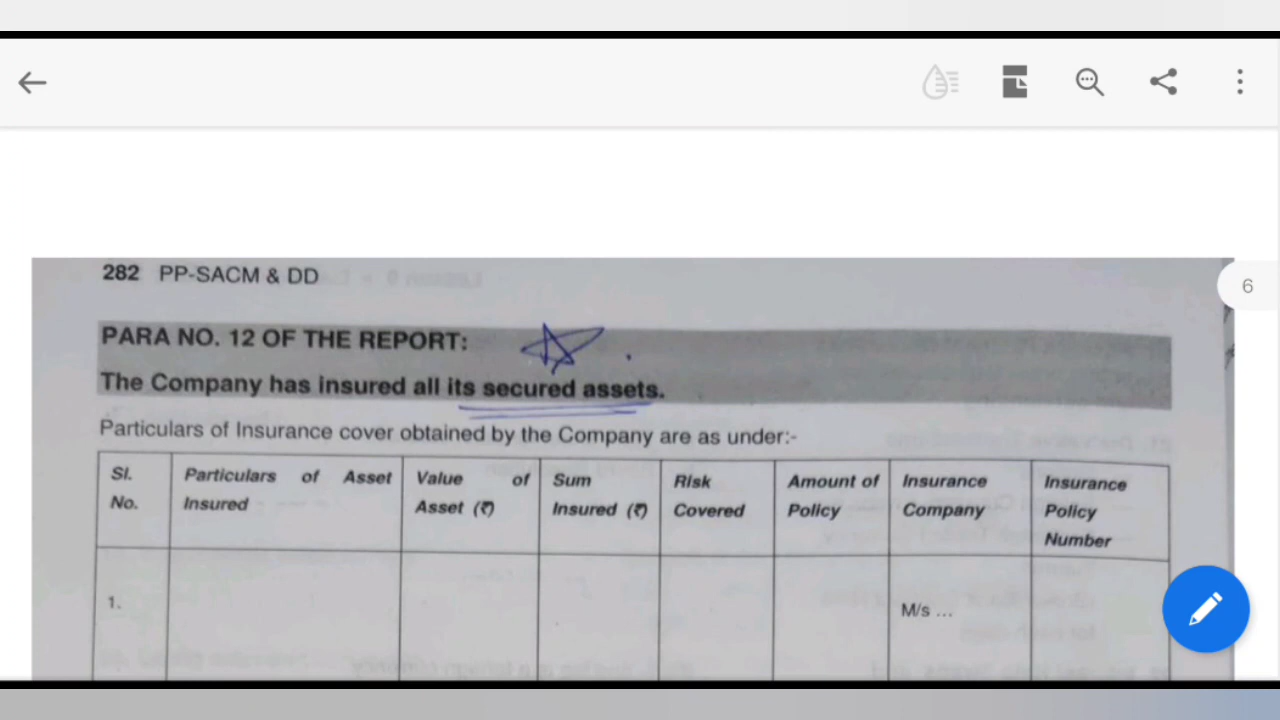 6
282 PP-SACM & DD
PARA NO. 12 OF THE REPORT:
The Company has insured all its secured assets.
Particulars of Insurance cover obtained by the Company are as under:-
Sl. No.
Particulars of Asset Insured
Value of Asset (₹)
Sum Insured (₹)
Risk Covered
Amount of Policy
Insurance Company
Insurance Policy Number
1.
M/s ...